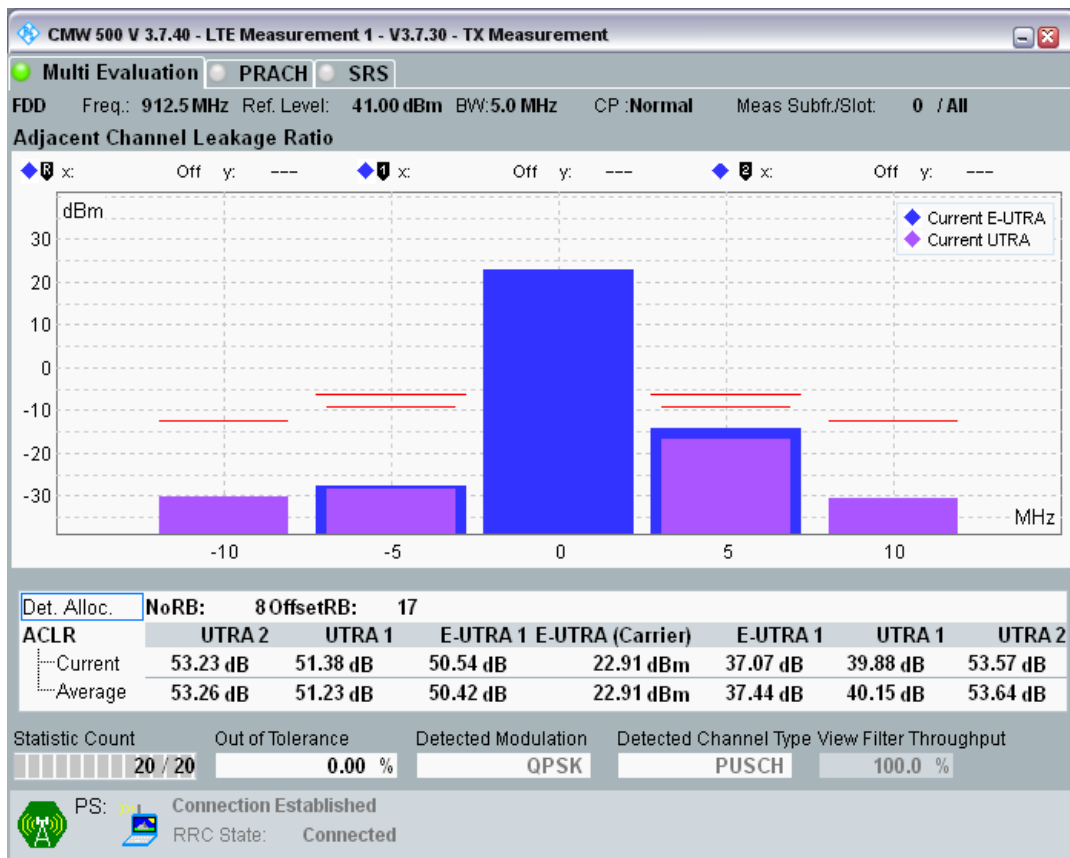 CMW 500 V 3.7.40 - LTE Measurement 1 - V3.7.30 - TX Measurement
Multi Evaluation PRACH SRS
FDD Freq.: 912.5 MHz Ref. Level: 41.00 dBm BW:5.0 MHz CP :Normal Meas Subfr./Slot: 0 / All
Adjacent Channel Leakage Ratio
R x: Off y: --- 1 x: Off y: --- 2 x: Off y: ---
dBm
Current E-UTRA
Current UTRA
30
20
10
0
-10
-20
-30
MHz
-10 -5 0 5 10
Det. Alloc. NoRB: 8 OffsetRB: 17
ACLR UTRA 2 UTRA 1 E-UTRA 1 E-UTRA (Carrier) E-UTRA 1 UTRA 1 UTRA 2
Current 53.23 dB 51.38 dB 50.54 dB 22.91 dBm 37.07 dB 39.88 dB 53.57 dB
Average 53.26 dB 51.23 dB 50.42 dB 22.91 dBm 37.44 dB 40.15 dB 53.64 dB
Statistic Count Out of Tolerance Detected Modulation Detected Channel Type View Filter Throughput
20 / 20 0.00 % QPSK PUSCH 100.0 %
PS: Connection Established
RRC State: Connected